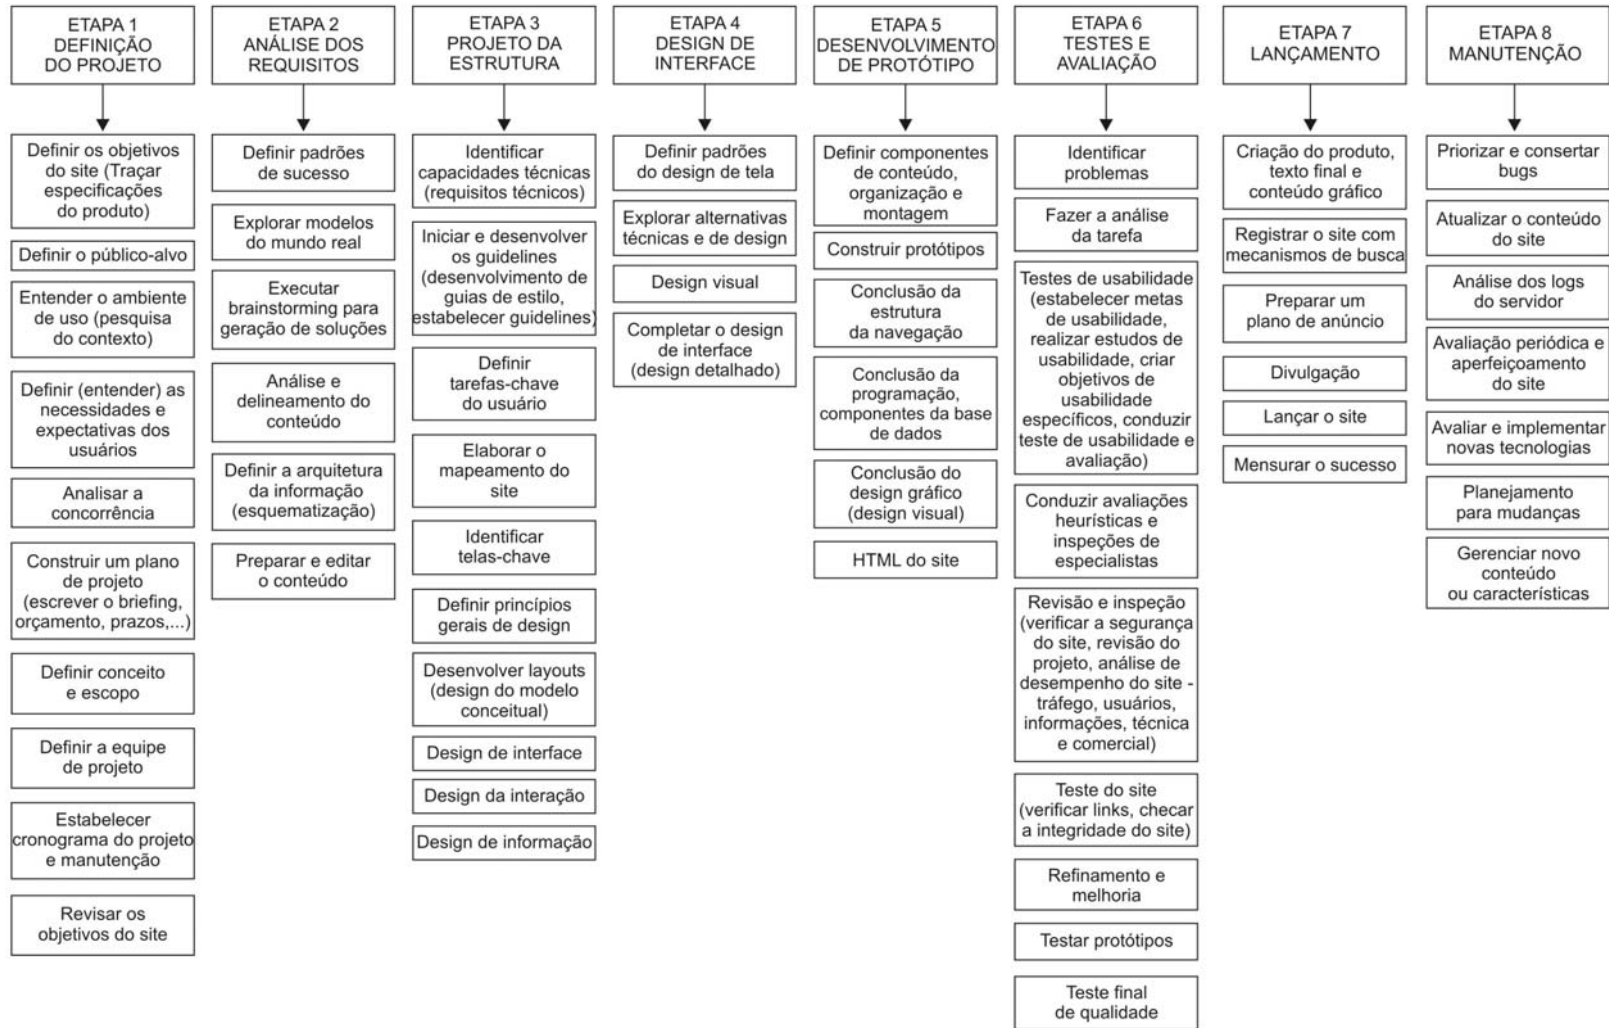 ETAPA 1
DEFINIÇÃO
DO PROJETO
Definir os objetivos
do site (Traçar
especificações
do produto)
Definir o público-alvo
Entender o ambiente
de uso (pesquisa
do contexto)
Definir (entender) as
necessidades e
expectativas dos
usuários
Analisar a
concorrência
Construir um plano
de projeto
(escrever o briefing,
orçamento, prazos,...)
Definir conceito
e escopo
Definir a equipe
de projeto
Estabelecer
cronograma do projeto
e manutenção
Revisar os
objetivos do site
ETAPA 2
ANÁLISE DOS
REQUISITOS
Definir padrões
de sucesso
Explorar modelos
do mundo real
Executar
brainstorming para
geração de soluções
Análise e
delineamento do
conteúdo
Definir a arquitetura
da informação
(esquematização)
Preparar e editar
o conteúdo
ETAPA 3
PROJETO DA
ESTRUTURA
Identificar
capacidades técnicas
(requisitos técnicos)
Iniciar e desenvolver
os guidelines
(desenvolvimento de
guias de estilo,
estabelecer guidelines)
Definir
tarefas-chave
do usuário
Elaborar o
mapeamento do
site
Identificar
telas-chave
Definir princípios
gerais de design
Desenvolver layouts
(design do modelo
conceitual)
Design de interface
Design da interação
Design de informação
ETAPA 4
DESIGN DE
INTERFACE
Definir padrões
do design de tela
Explorar alternativas
técnicas e de design
Design visual
Completar o design
de interface
(design detalhado)
ETAPA 5
DESENVOLVIMENTO
DE PROTÓTIPO
Definir componentes
de conteúdo,
organização e
montagem
Construir protótipos
Conclusão da
estrutura
da navegação
Conclusão da
programação,
componentes da base
de dados
Conclusão do
design gráfico
(design visual)
HTML do site
ETAPA 6
TESTES E
AVALIAÇÃO
Identificar
problemas
Fazer a análise
da tarefa
Testes de usabilidade
(estabelecer metas
de usabilidade,
realizar estudos de
usabilidade, criar
objetivos de
usabilidade
específicos, conduzir
teste de usabilidade e
avaliação)
Conduzir avaliações
heurísticas e
inspeções de
especialistas
Revisão e inspeção
(verificar a segurança
do site, revisão do
projeto, análise de
desempenho do site -
tráfego, usuários,
informações, técnica
e comercial)
Teste do site
(verificar links, checar
a integridade do site)
Refinamento e
melhoria
Testar protótipos
Teste final
de qualidade
ETAPA 7
LANÇAMENTO
Criação do produto,
texto final e
conteúdo gráfico
Registrar o site com
mecanismos de busca
Preparar um
plano de anúncio
Divulgação
Lançar o site
Mensurar o sucesso
ETAPA 8
MANUTENÇÃO
Priorizar e consertar
bugs
Atualizar o conteúdo
do site
Análise dos logs
do servidor
Avaliação periódica e
aperfeiçoamento
do site
Avaliar e implementar
novas tecnologias
Planejamento
para mudanças
Gerenciar novo
conteúdo
ou características